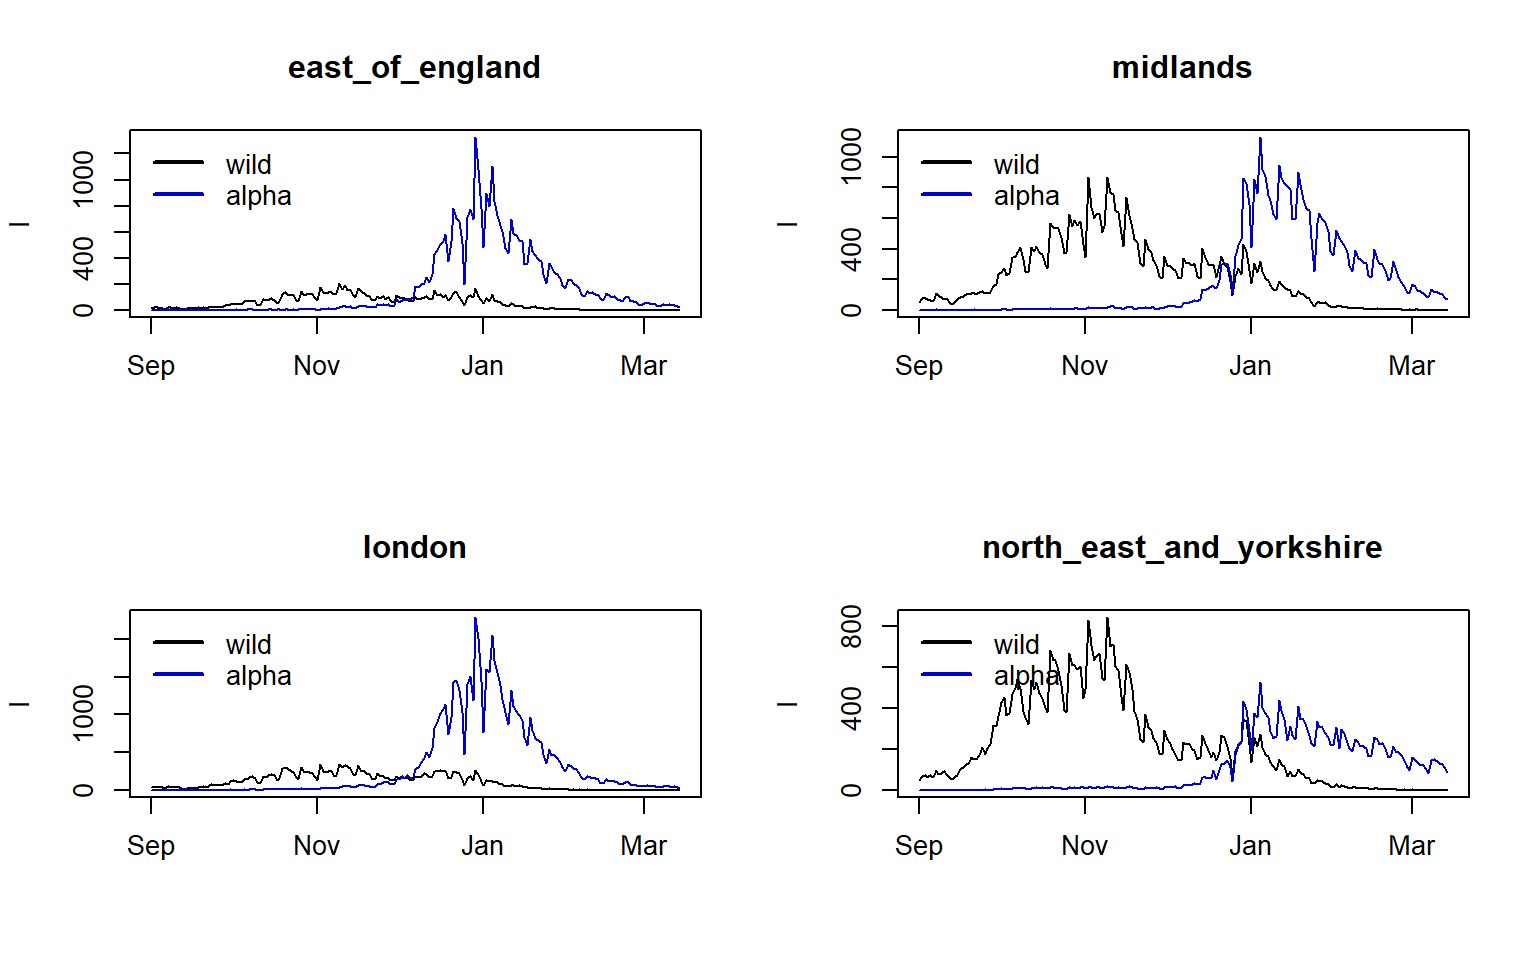 east_of_england
wild
alpha
I
0 400 1000
Sep Nov Jan Mar
midlands
wild
alpha
I
0 400 1000
Sep Nov Jan Mar
london
wild
alpha
I
0 1000
Sep Nov Jan Mar
north_east_and_yorkshire
wild
alpha
I
0 400 800
Sep Nov Jan Mar